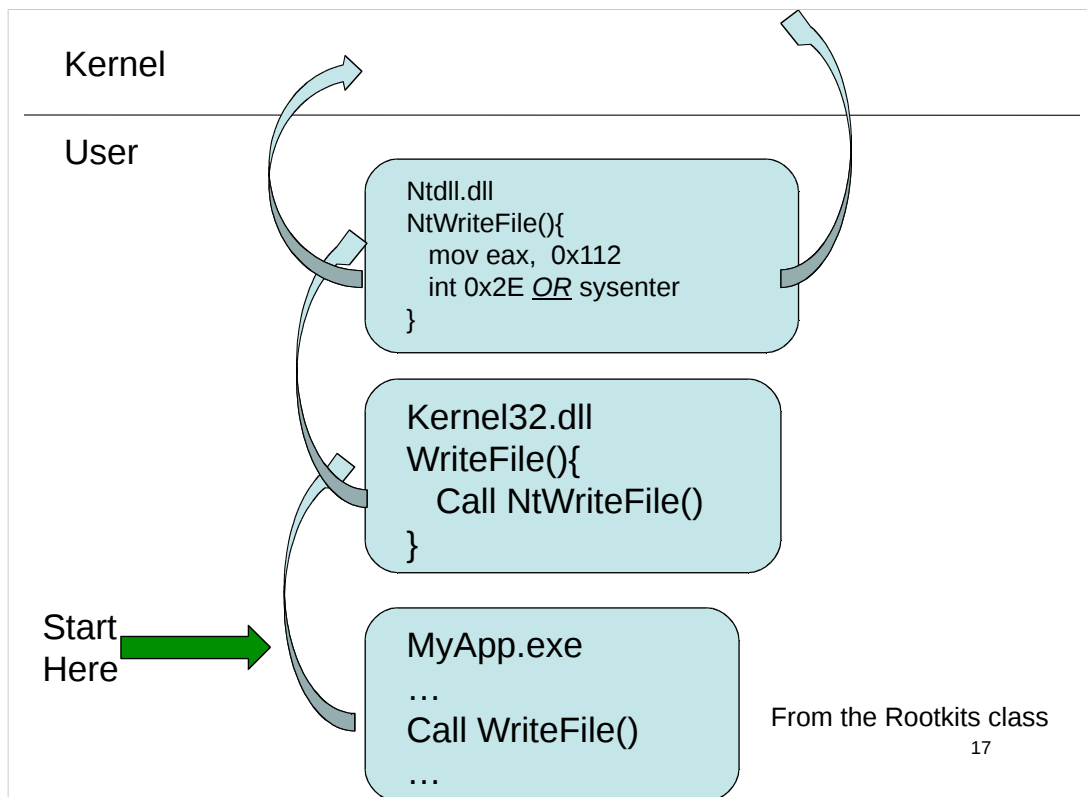 Kernel
User
Ntdll.dll
NtWriteFile(){
mov eax,  0x112
int 0x2E OR sysenter
}
Kernel32.dll
WriteFile(){
Call NtWriteFile()
}
Start
Here
MyApp.exe
…
Call WriteFile()
…
From the Rootkits class
17